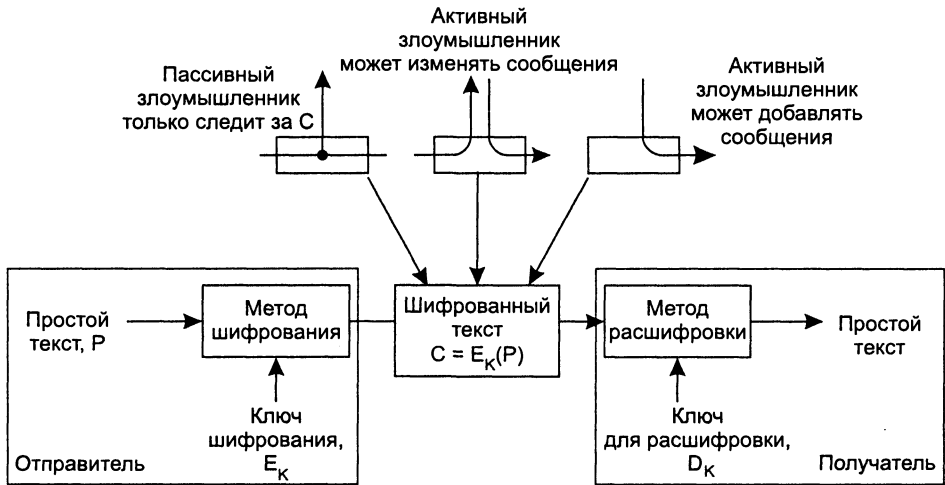 Пассивный
злоумышленник
только следит за C
Активный
злоумышленник
может изменять сообщения
Активный
злоумышленник
может добавлять
сообщения
Простой
текст, P
Метод
шифрования
Ключ
шифрования,
E_K
Отправитель
Шифрованный
текст
C = E_K(P)
Метод
расшифровки
Ключ
для расшифровки,
D_K
Простой
текст
Получатель